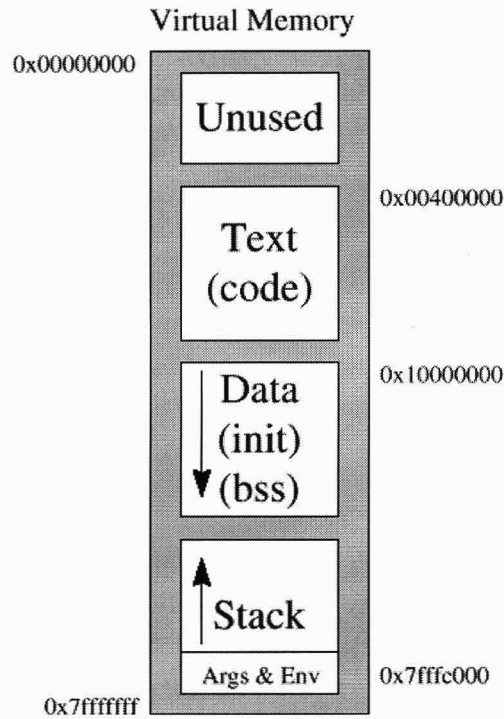 Virtual Memory
0x00000000
Unused
0x00400000
Text
(code)
0x10000000
Data
(init)
(bss)
Stack
Args & Env
0x7fffc000
0x7fffffff